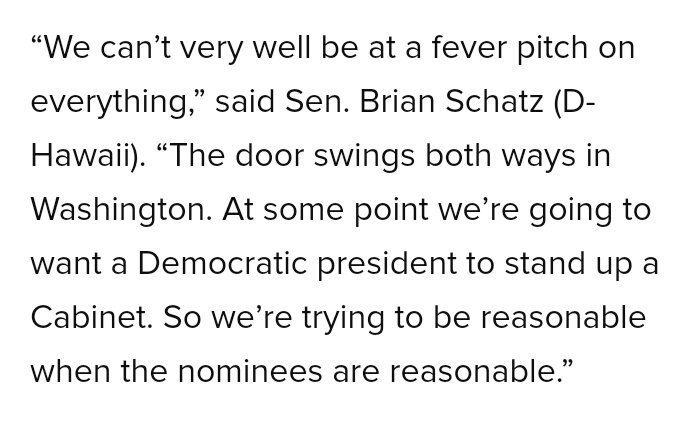 “We can’t very well be at a fever pitch on
everything,” said Sen. Brian Schatz (D-
Hawaii). “The door swings both ways in
Washington. At some point we’re going to
want a Democratic president to stand up a
Cabinet. So we’re trying to be reasonable
when the nominees are reasonable.”